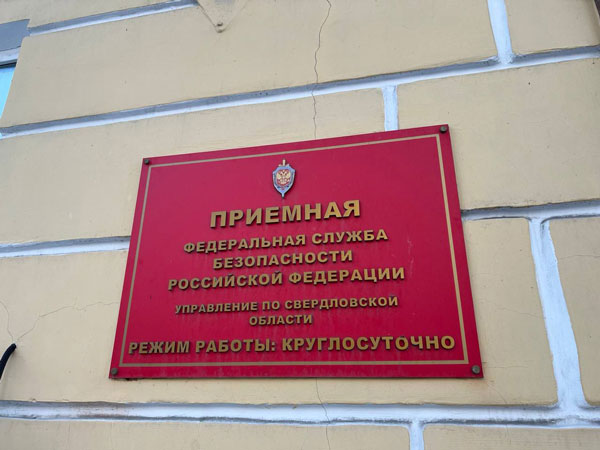 ПРИЕМНАЯ
ФЕДЕРАЛЬНАЯ СЛУЖБА
БЕЗОПАСНОСТИ
РОССИЙСКОЙ ФЕДЕРАЦИИ
УПРАВЛЕНИЕ ПО СВЕРДЛОВСКОЙ
ОБЛАСТИ
РЕЖИМ РАБОТЫ: КРУГЛОСУТОЧНО